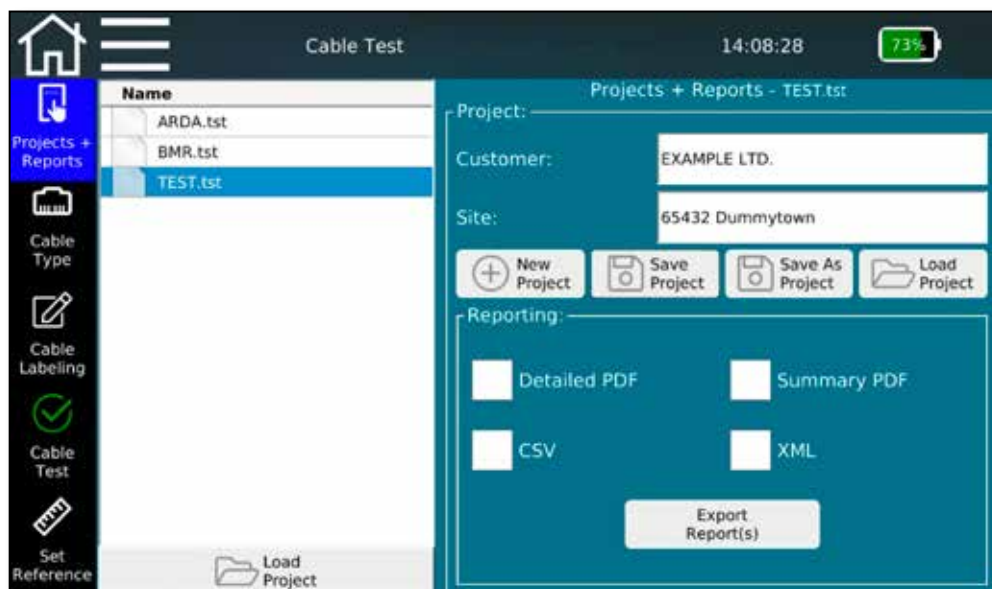 Cable Test
14:08:28
73%
Projects +
Reports
Cable
Type
Cable
Labeling
Cable
Test
Set
Reference
Name
ARDA.tst
BMR.tst
TEST.tst
Load
Project
Projects + Reports - TEST.tst
Project:
Customer:
EXAMPLE LTD.
Site:
65432 Dummytown
New
Project
Save
Project
Save As
Project
Load
Project
Reporting:
Detailed PDF
Summary PDF
CSV
XML
Export
Report(s)